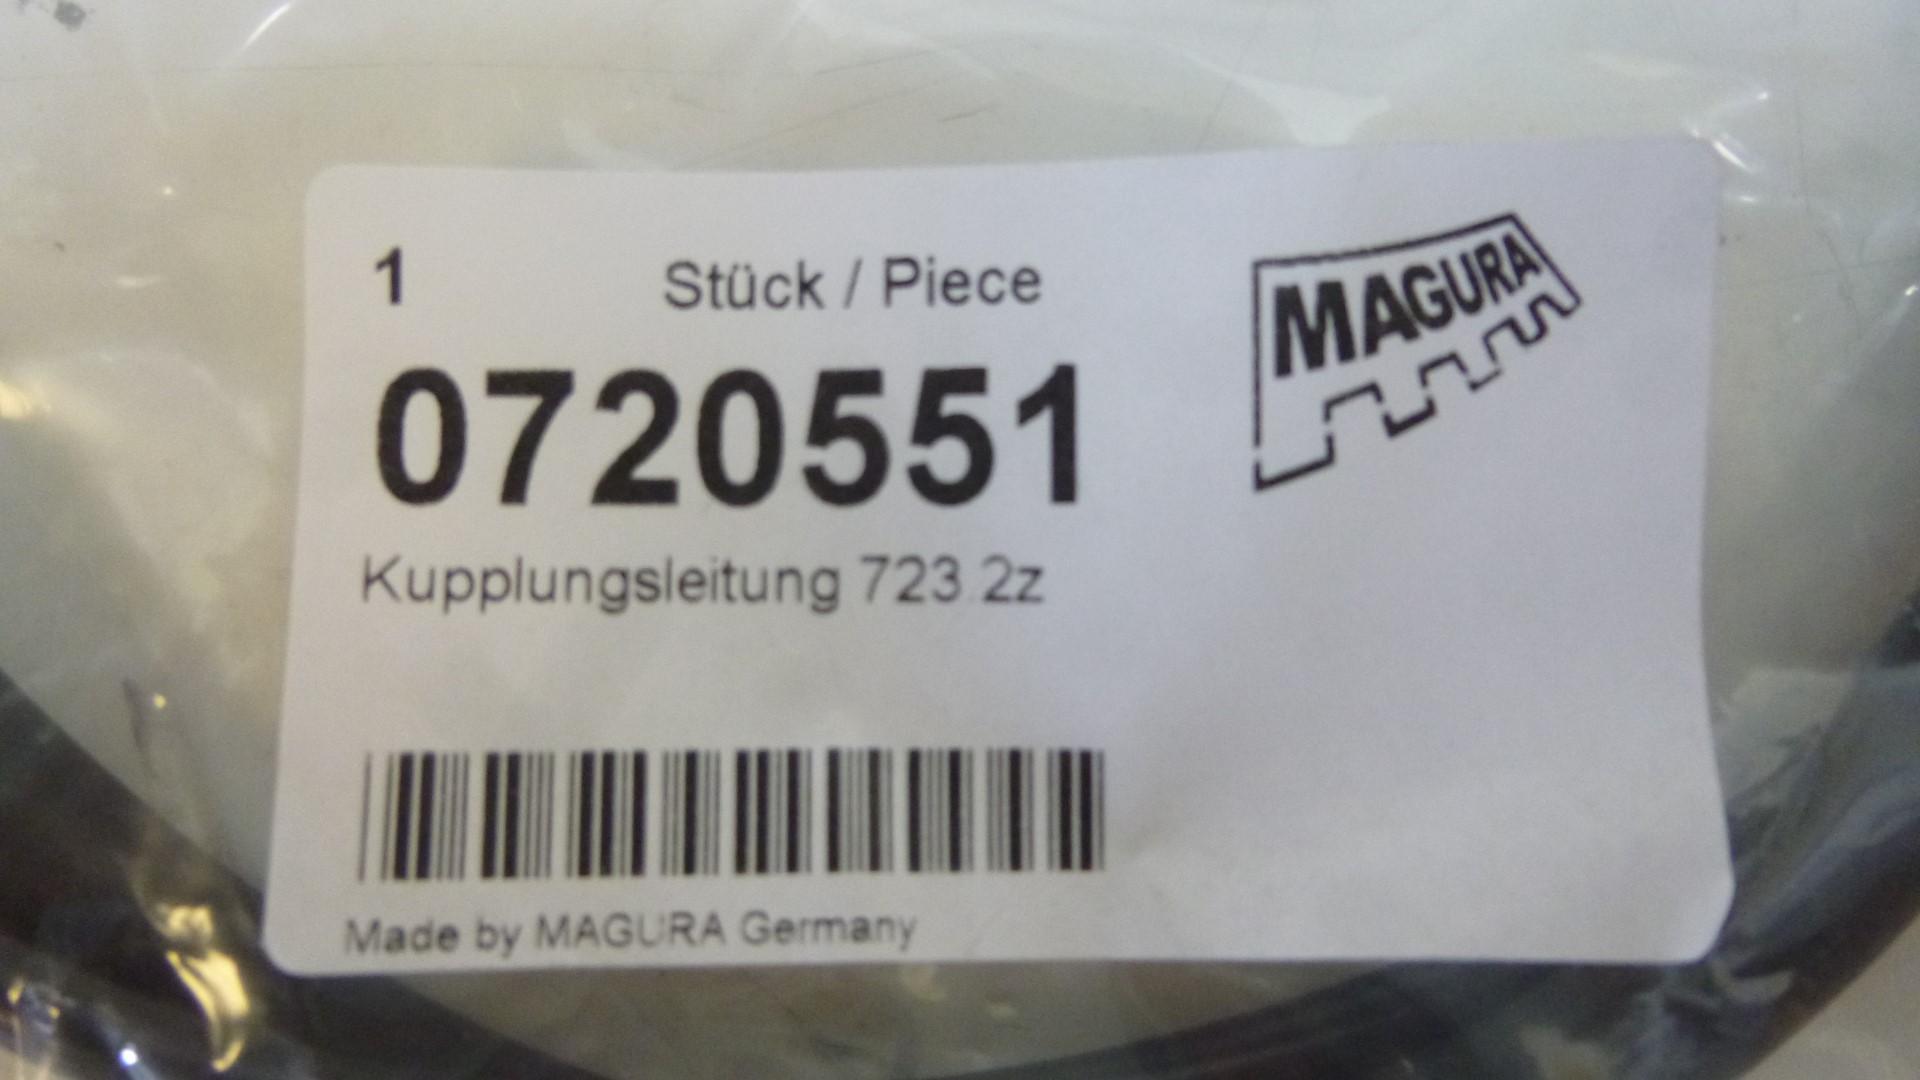 1 Stück / Piece
MAGURA
0720551
Kupplungsleitung 723.2z
Made by MAGURA Germany